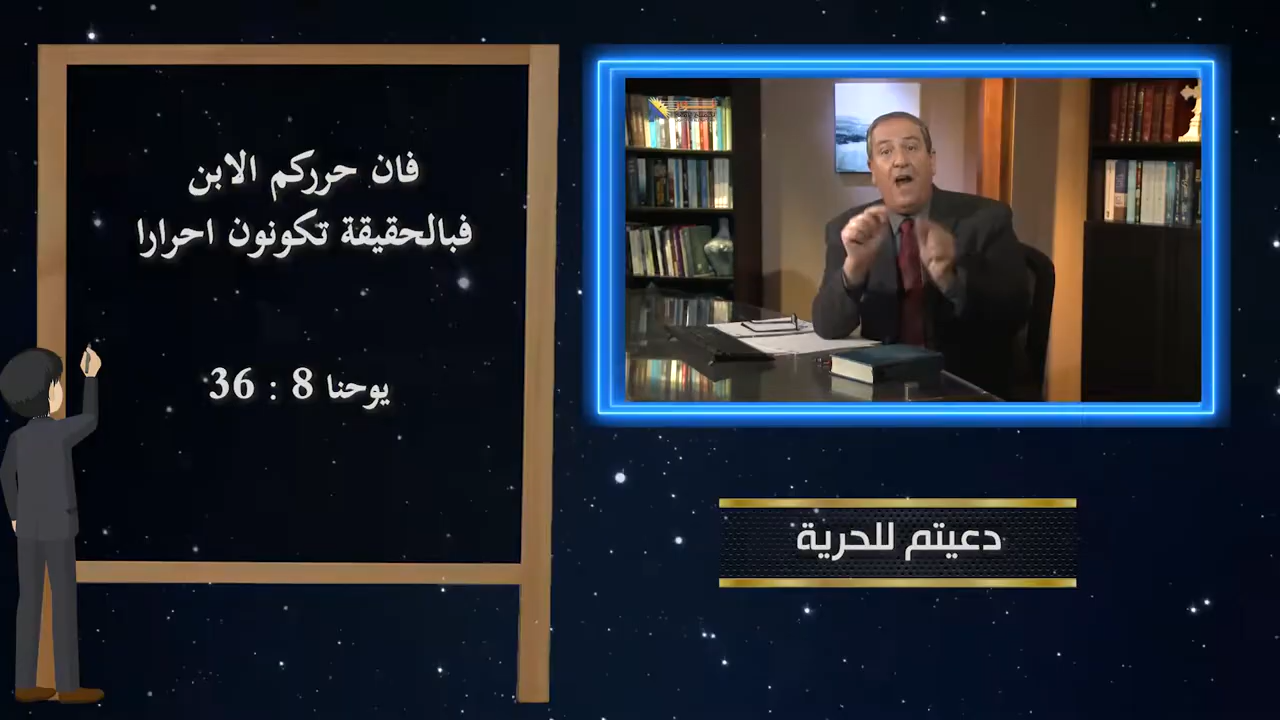 فان حرركم الابن
فبالحقيقة تكونون احرارا
يوحنا 8 : 36
دعيتم للحرية